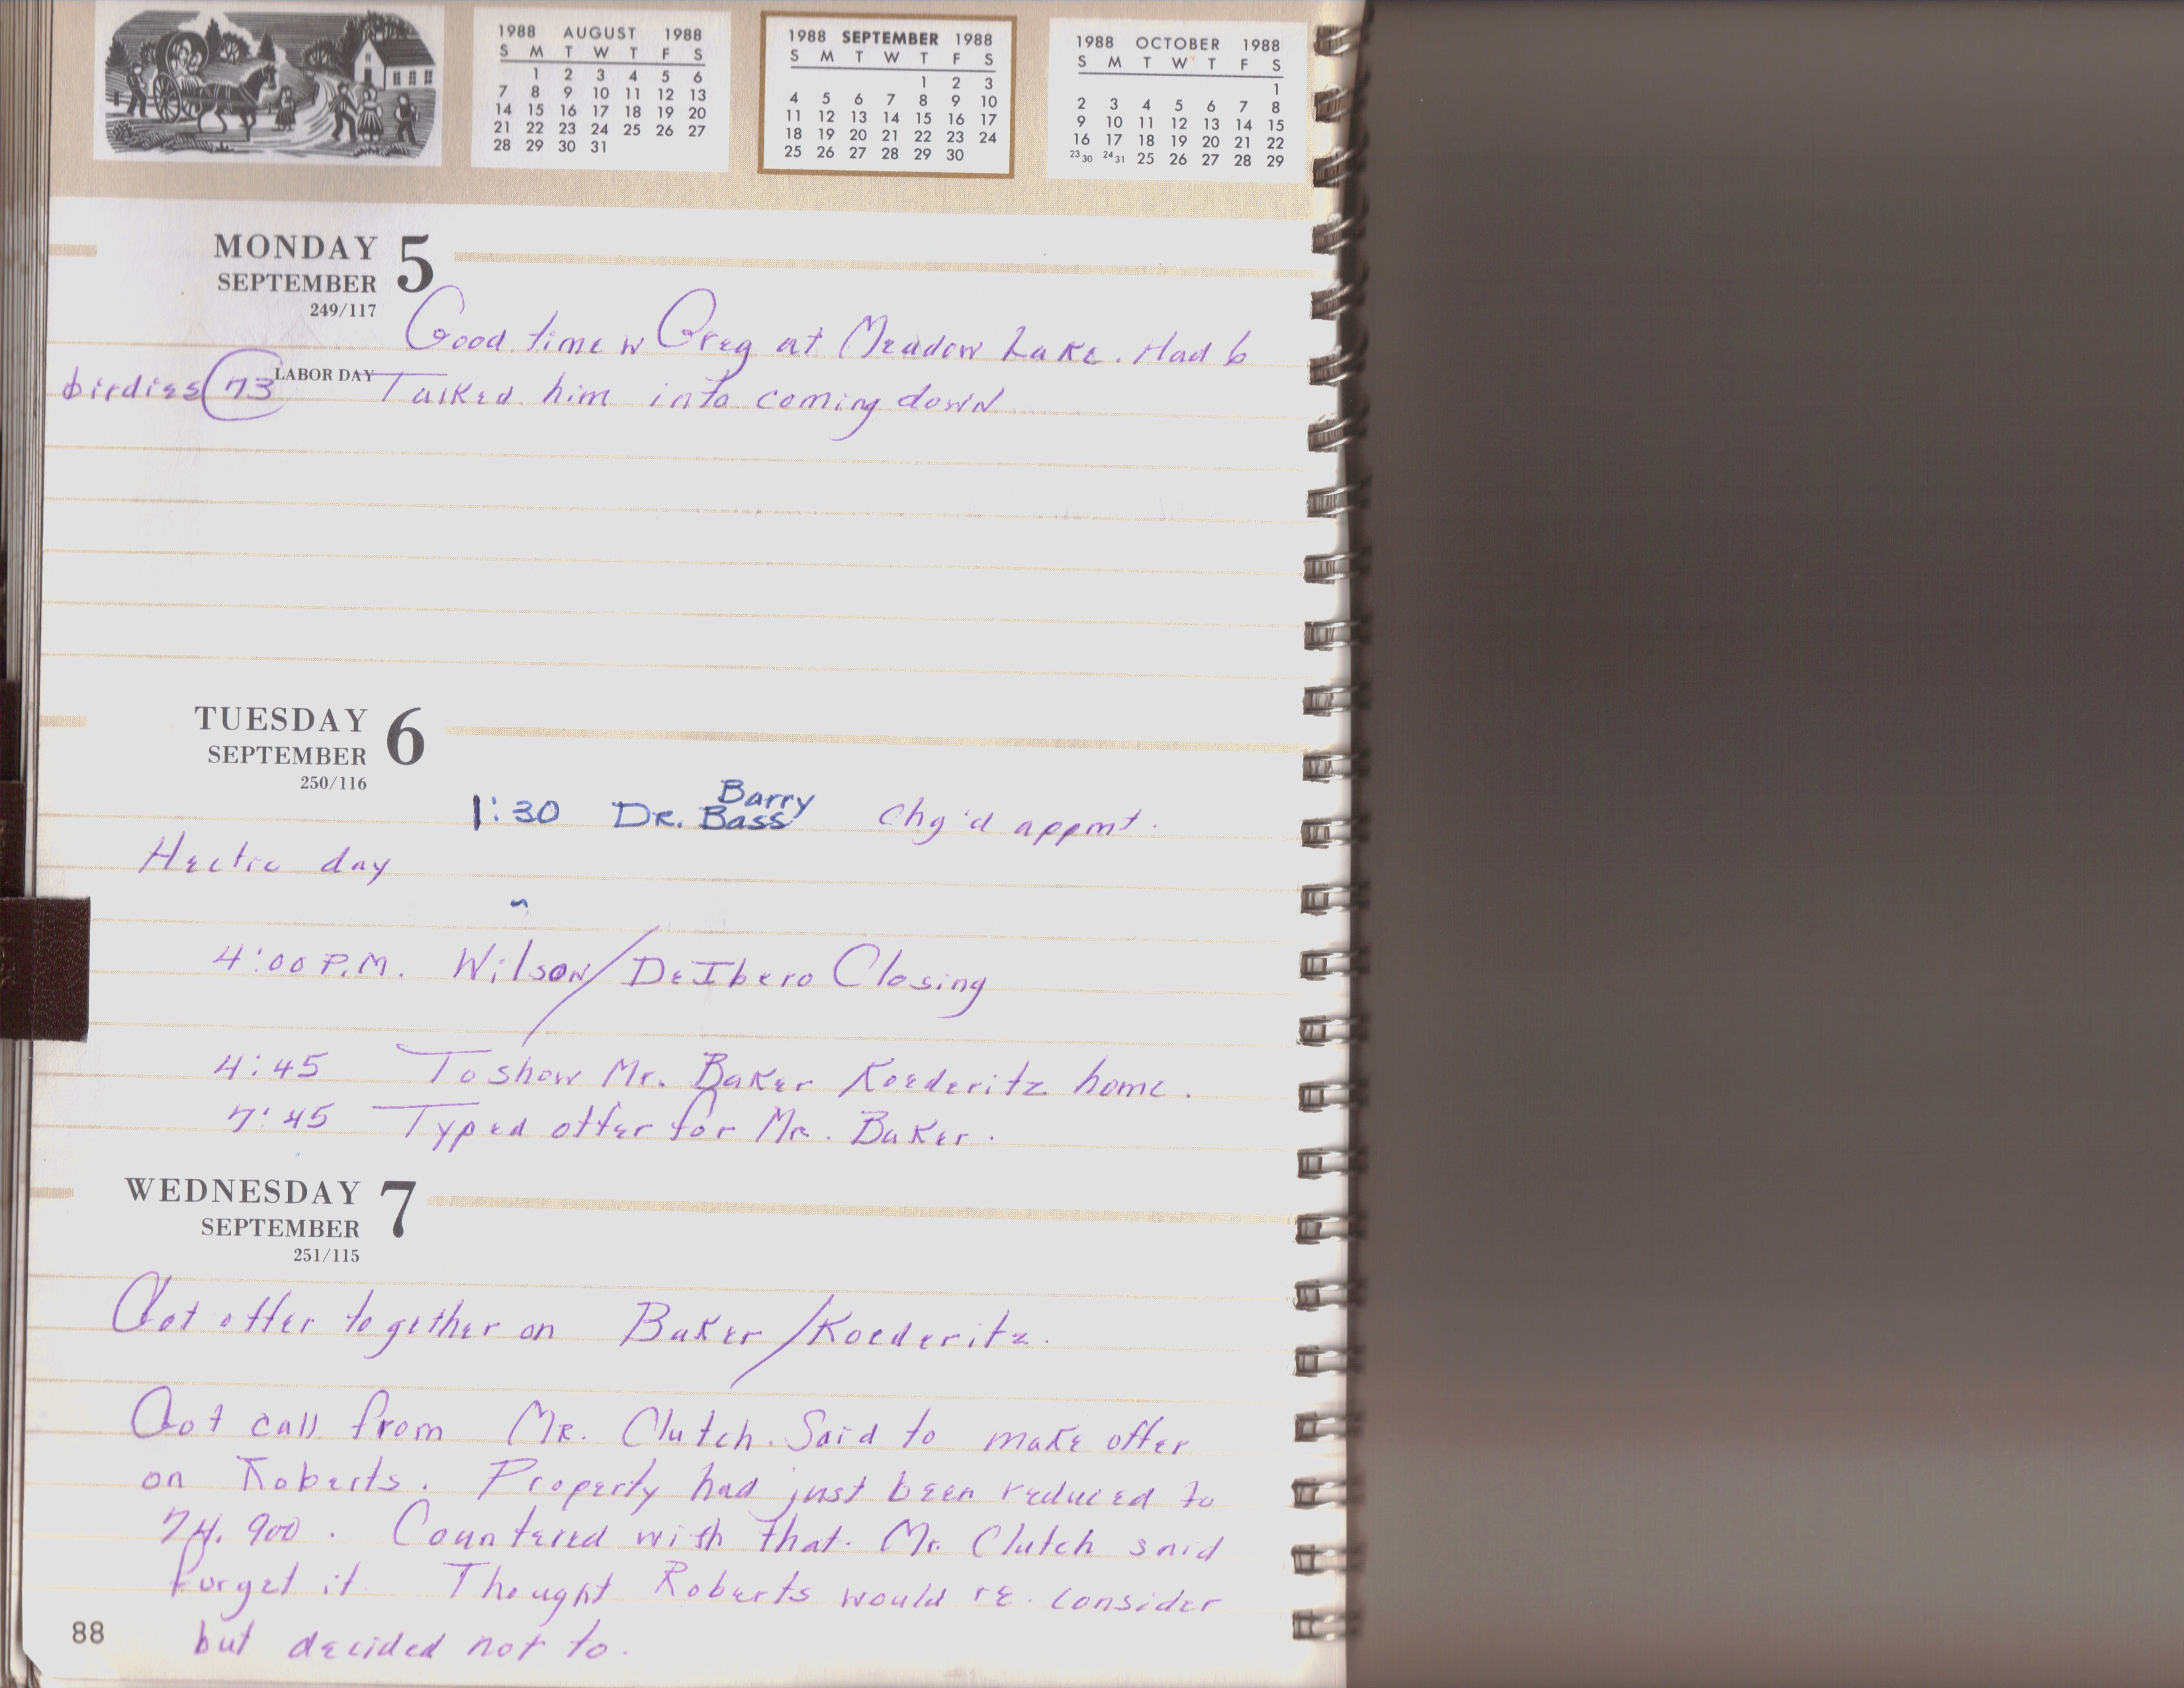 1988 AUGUST 1988
S M T W T F S
1 2 3 4 5 6
7 8 9 10 11 12 13
14 15 16 17 18 19 20
21 22 23 24 25 26 27
28 29 30 31
1988 SEPTEMBER 1988
S M T W T F S
1 2 3
4 5 6 7 8 9 10
11 12 13 14 15 16 17
18 19 20 21 22 23 24
25 26 27 28 29 30
1988 OCTOBER 1988
S M T W T F S
1
2 3 4 5 6 7 8
9 10 11 12 13 14 15
16 17 18 19 20 21 22
23 30 24 31 25 26 27 28 29
MONDAY 5
SEPTEMBER
249/117
Good time w Greg at Meadow Lake. Had 6
LABOR DAY
birdies 73 Talked him into coming down
TUESDAY 6
SEPTEMBER
250/116
Barry
1:30 DR. Bass chg'd appmt.
Hectic day
4:00 P.M. Wilson/DeIbero Closing
4:45 To show Mr. Baker Koederitz home.
7:45 Typed offer for Mr. Baker.
WEDNESDAY 7
SEPTEMBER
251/115
Got offer together on Baker/Koederitz.
Got call from MR. Clutch. Said to make offer
on Roberts. Property had just been reduced to
74,900. Countered with that. Mr. Clutch said
forget it. Thought Roberts would re-consider
but decided not to.
88